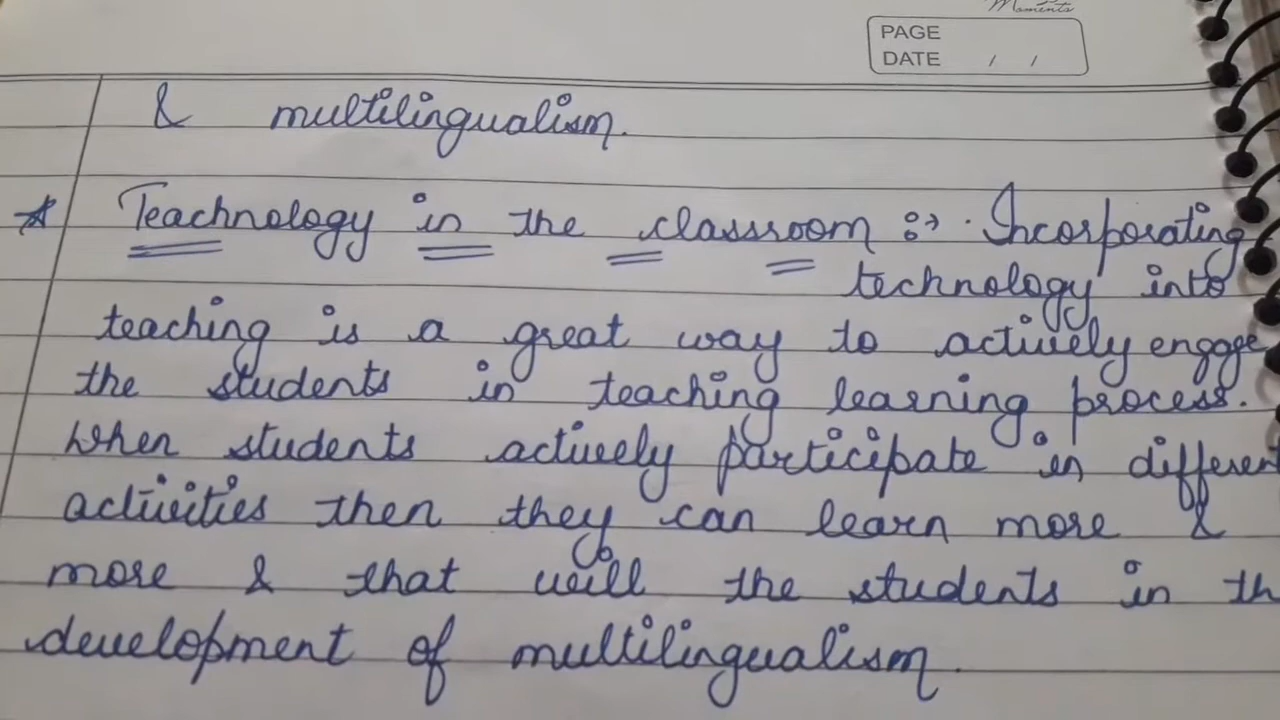 Moments
PAGE
DATE / /
& multilingualism.
☆ Teachnology in the classroom :→ · Incorporating
technology into
teaching is a great way to actively engage
the students in teaching learning process.
When students actively participate in differen
activities then they can learn more &
more & that will the students in th
development of multilingualism.